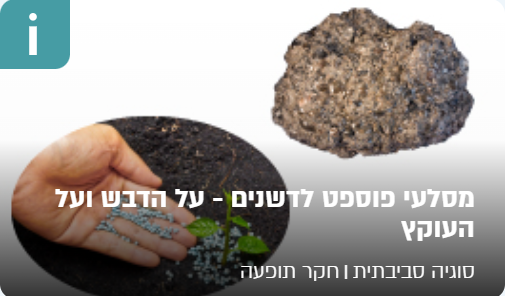 i
מסלעי פוספט לדשנים - על הדבש ועל
העוקץ
סוגיה סביבתית | חקר תופעה